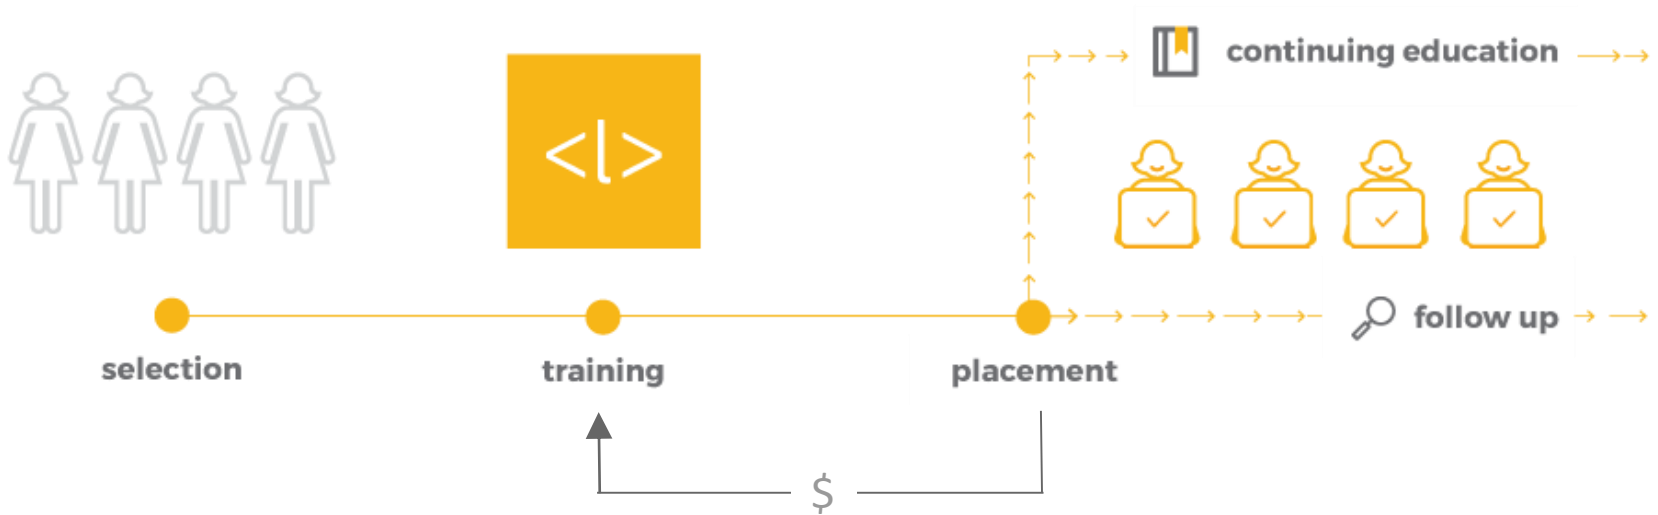 continuing education
<l>
follow up
selection
training
placement
$